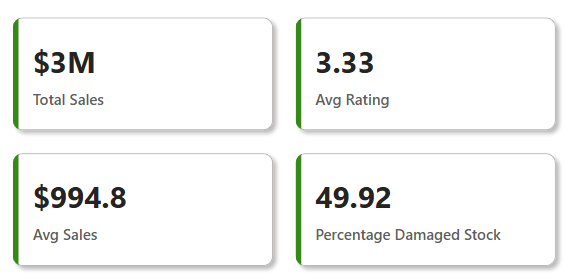 $3M
Total Sales
3.33
Avg Rating
$994.8
Avg Sales
49.92
Percentage Damaged Stock